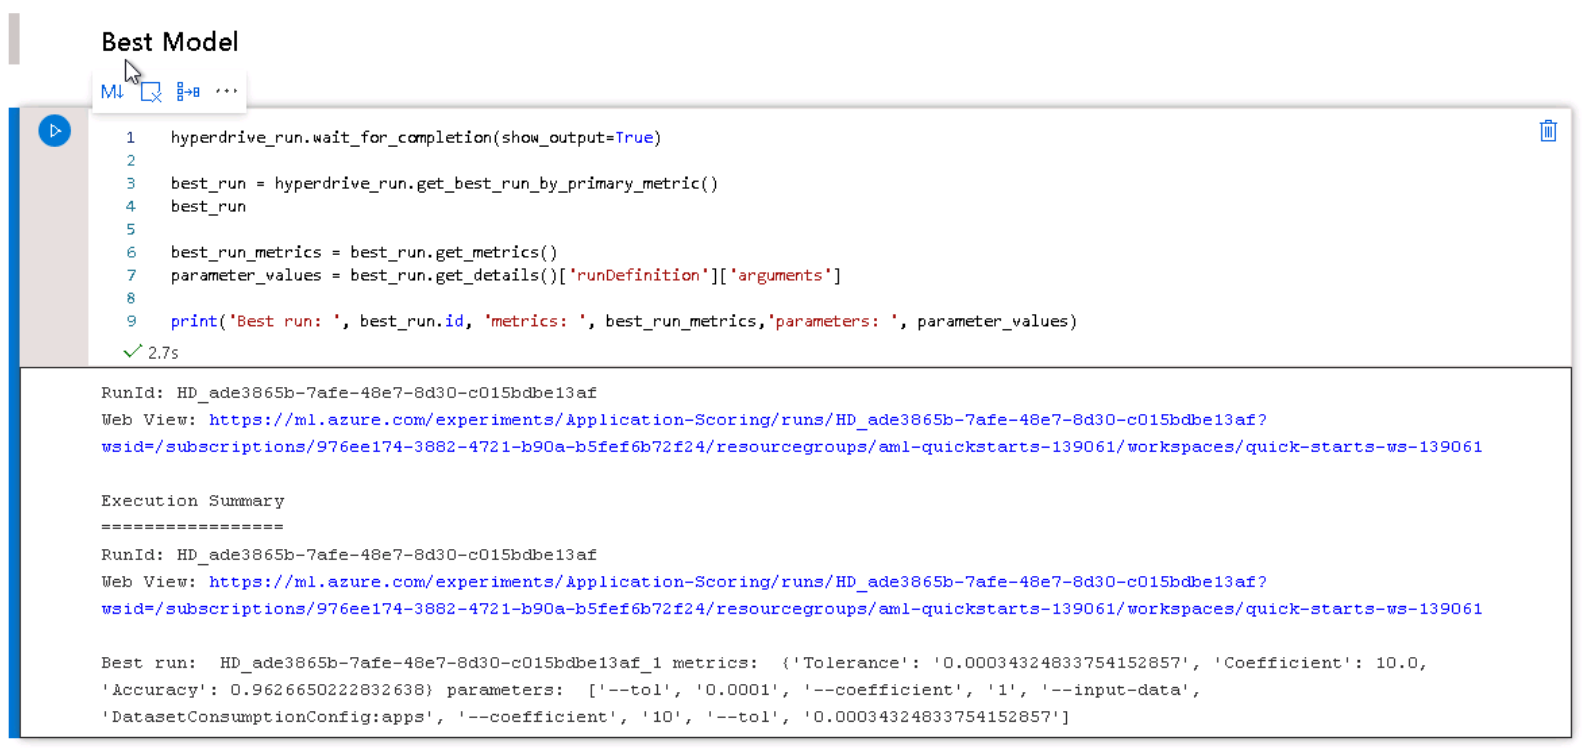 Best Model
M↓ ···
1 hyperdrive_run.wait_for_completion(show_output=True)
2
3 best_run = hyperdrive_run.get_best_run_by_primary_metric()
4 best_run
5
6 best_run_metrics = best_run.get_metrics()
7 parameter_values = best_run.get_details()['runDefinition']['arguments']
8
9 print('Best run: ', best_run.id, 'metrics: ', best_run_metrics,'parameters: ', parameter_values)
2.7s
RunId: HD_ade3865b-7afe-48e7-8d30-c015bdbe13af
Web View: https://ml.azure.com/experiments/Application-Scoring/runs/HD_ade3865b-7afe-48e7-8d30-c015bdbe13af?
wsid=/subscriptions/976ee174-3882-4721-b90a-b5fef6b72f24/resourcegroups/aml-quickstarts-139061/workspaces/quick-starts-ws-139061
Execution Summary
=================
RunId: HD_ade3865b-7afe-48e7-8d30-c015bdbe13af
Web View: https://ml.azure.com/experiments/Application-Scoring/runs/HD_ade3865b-7afe-48e7-8d30-c015bdbe13af?
wsid=/subscriptions/976ee174-3882-4721-b90a-b5fef6b72f24/resourcegroups/aml-quickstarts-139061/workspaces/quick-starts-ws-139061
Best run:  HD_ade3865b-7afe-48e7-8d30-c015bdbe13af_1 metrics:  {'Tolerance': '0.00034324833754152857', 'Coefficient': 10.0,
'Accuracy': 0.9626650222832638} parameters:  ['--tol', '0.0001', '--coefficient', '1', '--input-data',
'DatasetConsumptionConfig:apps', '--coefficient', '10', '--tol', '0.00034324833754152857']